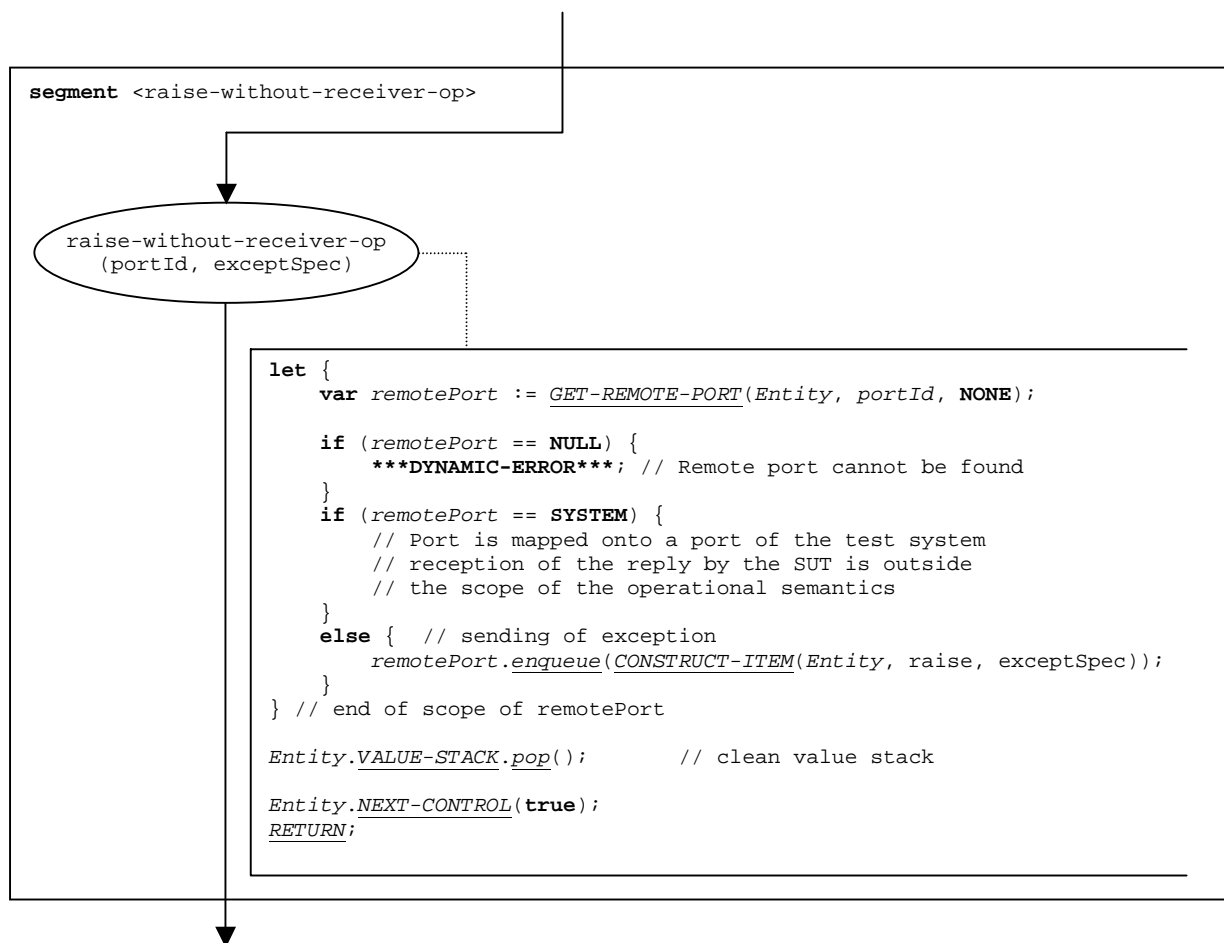 segment <raise-without-receiver-op>
raise-without-receiver-op
(portId, exceptSpec)
let {
var remotePort := GET-REMOTE-PORT(Entity, portId, NONE);
if (remotePort == NULL) {
***DYNAMIC-ERROR***; // Remote port cannot be found
}
if (remotePort == SYSTEM) {
// Port is mapped onto a port of the test system
// reception of the reply by the SUT is outside
// the scope of the operational semantics
}
else { // sending of exception
remotePort.enqueue(CONSTRUCT-ITEM(Entity, raise, exceptSpec));
}
} // end of scope of remotePort
Entity.VALUE-STACK.pop(); // clean value stack
Entity.NEXT-CONTROL(true);
RETURN;